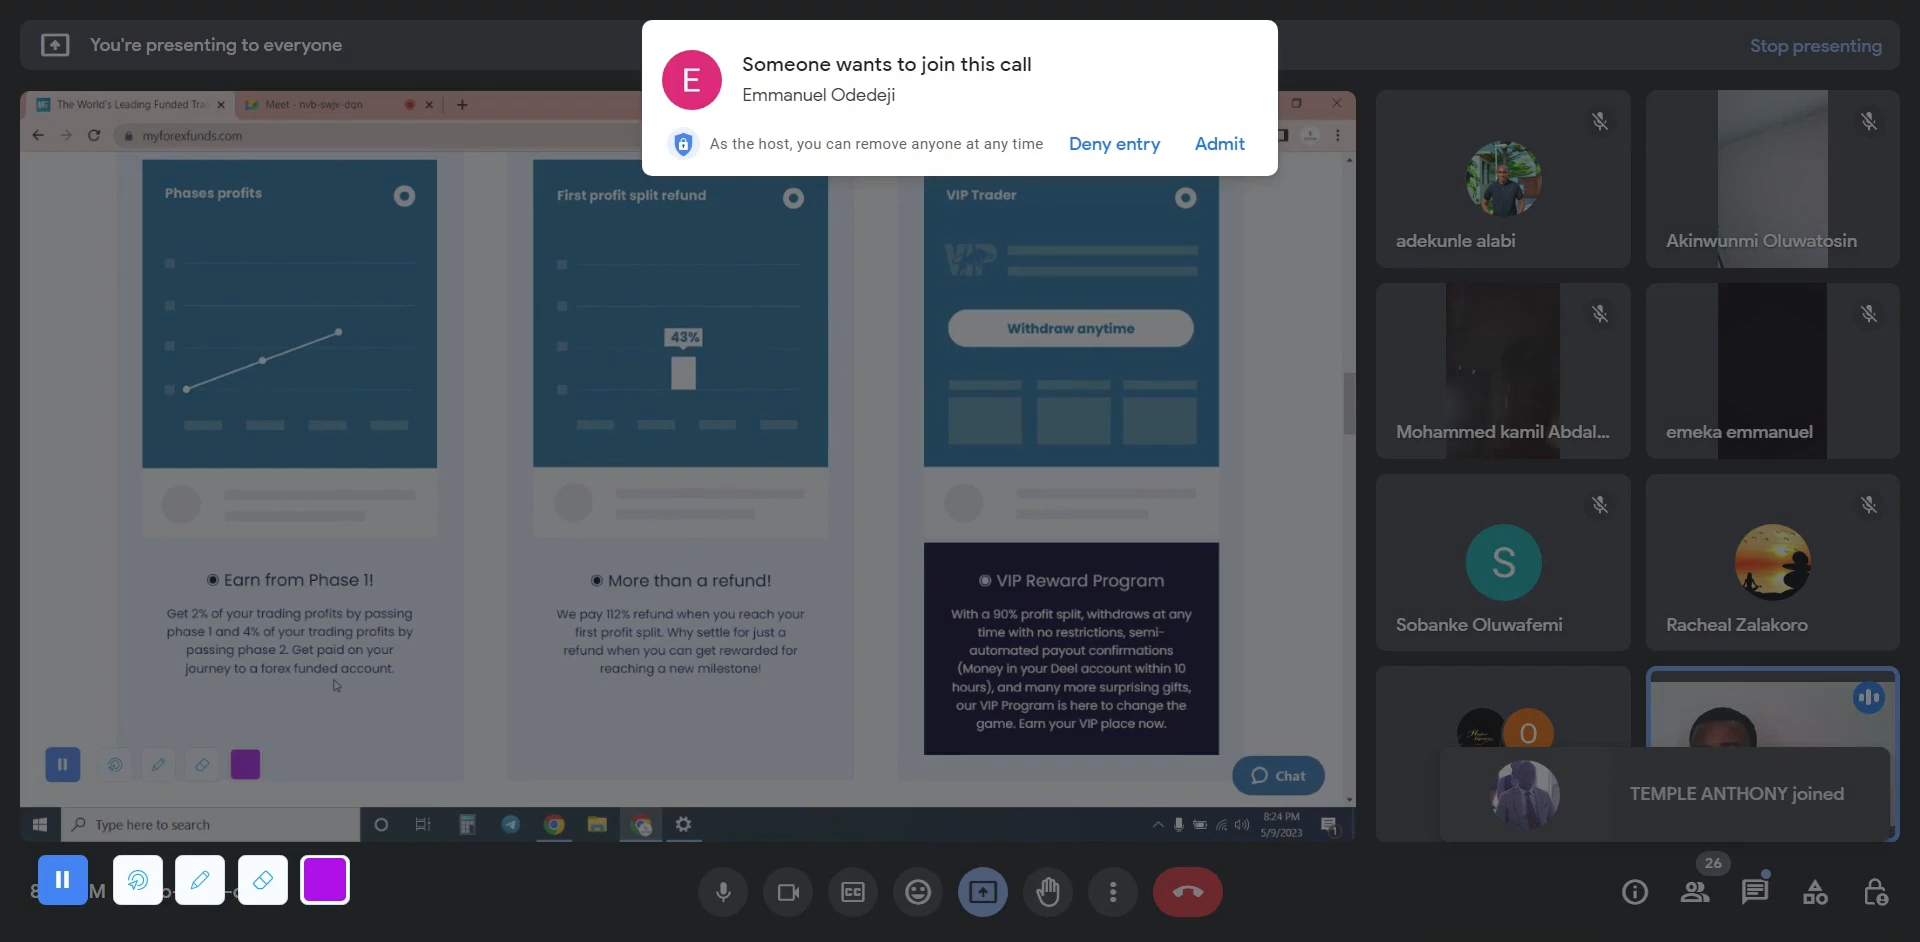 You're presenting to everyone
E
Someone wants to join this call
Emmanuel Odedeji
As the host, you can remove anyone at any time
Deny entry
Admit
Stop presenting
The World's Leading Funded Tra
Meet - nvb-swjv-dqn
myforexfunds.com
Phases profits
First profit split refund
43%
VIP Trader
VIP
Withdraw anytime
Earn from Phase 1!
Get 2% of your trading profits by passing
phase 1 and 4% of your trading profits by
passing phase 2. Get paid on your
journey to a forex funded account.
More than a refund!
We pay 112% refund when you reach your
first profit split. Why settle for just a
refund when you can get rewarded for
reaching a new milestone!
VIP Reward Program
With a 90% profit split, withdraws at any
time with no restrictions, semi-
automated payout confirmations
(Money in your Deel account within 10
hours), and many more surprising gifts,
our VIP Program is here to change the
game. Earn your VIP place now.
Chat
Type here to search
8:24 PM
5/9/2023
1
adekunle alabi
Akinwunmi Oluwatosin
Mohammed kamil Abdal...
emeka emmanuel
S
Sobanke Oluwafemi
Racheal Zalakoro
O
TEMPLE ANTHONY joined
26